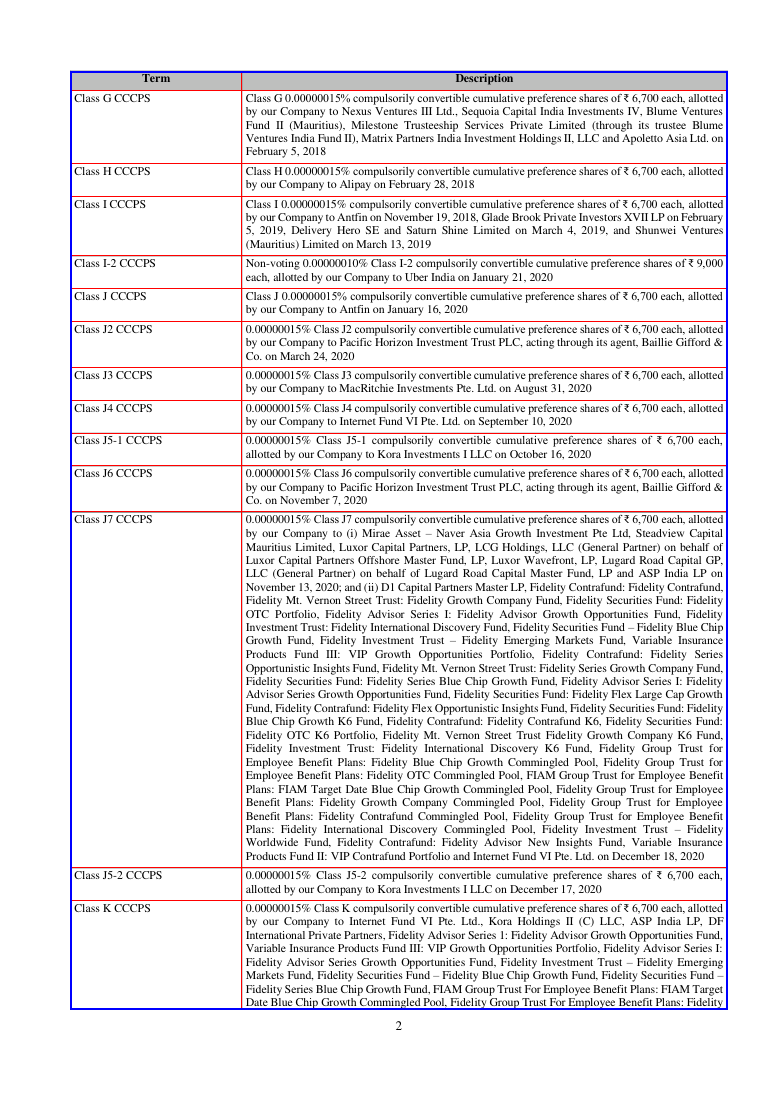 Term Description
Class G CCCPS Class G 0.00000015% compulsorily convertible cumulative preference shares of ₹ 6,700 each, allotted
by our Company to Nexus Ventures III Ltd., Sequoia Capital India Investments IV, Blume Ventures
Fund II (Mauritius), Milestone Trusteeship Services Private Limited (through its trustee Blume
Ventures India Fund II), Matrix Partners India Investment Holdings II, LLC and Apoletto Asia Ltd. on
February 5, 2018
Class H CCCPS Class H 0.00000015% compulsorily convertible cumulative preference shares of ₹ 6,700 each, allotted
by our Company to Alipay on February 28, 2018
Class I CCCPS Class I 0.00000015% compulsorily convertible cumulative preference shares of ₹ 6,700 each, allotted
by our Company to Antfin on November 19, 2018, Glade Brook Private Investors XVII LP on February
5, 2019, Delivery Hero SE and Saturn Shine Limited on March 4, 2019, and Shunwei Ventures
(Mauritius) Limited on March 13, 2019
Class I-2 CCCPS Non-voting 0.00000010% Class I-2 compulsorily convertible cumulative preference shares of ₹ 9,000
each, allotted by our Company to Uber India on January 21, 2020
Class J CCCPS Class J 0.00000015% compulsorily convertible cumulative preference shares of ₹ 6,700 each, allotted
by our Company to Antfin on January 16, 2020
Class J2 CCCPS 0.00000015% Class J2 compulsorily convertible cumulative preference shares of ₹ 6,700 each, allotted
by our Company to Pacific Horizon Investment Trust PLC, acting through its agent, Baillie Gifford &
Co. on March 24, 2020
Class J3 CCCPS 0.00000015% Class J3 compulsorily convertible cumulative preference shares of ₹ 6,700 each, allotted
by our Company to MacRitchie Investments Pte. Ltd. on August 31, 2020
Class J4 CCCPS 0.00000015% Class J4 compulsorily convertible cumulative preference shares of ₹ 6,700 each, allotted
by our Company to Internet Fund VI Pte. Ltd. on September 10, 2020
Class J5-1 CCCPS 0.00000015% Class J5-1 compulsorily convertible cumulative preference shares of ₹ 6,700 each,
allotted by our Company to Kora Investments I LLC on October 16, 2020
Class J6 CCCPS 0.00000015% Class J6 compulsorily convertible cumulative preference shares of ₹ 6,700 each, allotted
by our Company to Pacific Horizon Investment Trust PLC, acting through its agent, Baillie Gifford &
Co. on November 7, 2020
Class J7 CCCPS 0.00000015% Class J7 compulsorily convertible cumulative preference shares of ₹ 6,700 each, allotted
by our Company to (i) Mirae Asset – Naver Asia Growth Investment Pte Ltd, Steadview Capital
Mauritius Limited, Luxor Capital Partners, LP, LCG Holdings, LLC (General Partner) on behalf of
Luxor Capital Partners Offshore Master Fund, LP, Luxor Wavefront, LP, Lugard Road Capital GP,
LLC (General Partner) on behalf of Lugard Road Capital Master Fund, LP and ASP India LP on
November 13, 2020; and (ii) D1 Capital Partners Master LP, Fidelity Contrafund: Fidelity Contrafund,
Fidelity Mt. Vernon Street Trust: Fidelity Growth Company Fund, Fidelity Securities Fund: Fidelity
OTC Portfolio, Fidelity Advisor Series I: Fidelity Advisor Growth Opportunities Fund, Fidelity
Investment Trust: Fidelity International Discovery Fund, Fidelity Securities Fund – Fidelity Blue Chip
Growth Fund, Fidelity Investment Trust – Fidelity Emerging Markets Fund, Variable Insurance
Products Fund III: VIP Growth Opportunities Portfolio, Fidelity Contrafund: Fidelity Series
Opportunistic Insights Fund, Fidelity Mt. Vernon Street Trust: Fidelity Series Growth Company Fund,
Fidelity Securities Fund: Fidelity Series Blue Chip Growth Fund, Fidelity Advisor Series I: Fidelity
Advisor Series Growth Opportunities Fund, Fidelity Securities Fund: Fidelity Flex Large Cap Growth
Fund, Fidelity Contrafund: Fidelity Flex Opportunistic Insights Fund, Fidelity Securities Fund: Fidelity
Blue Chip Growth K6 Fund, Fidelity Contrafund: Fidelity Contrafund K6, Fidelity Securities Fund:
Fidelity OTC K6 Portfolio, Fidelity Mt. Vernon Street Trust Fidelity Growth Company K6 Fund,
Fidelity Investment Trust: Fidelity International Discovery K6 Fund, Fidelity Group Trust for
Employee Benefit Plans: Fidelity Blue Chip Growth Commingled Pool, Fidelity Group Trust for
Employee Benefit Plans: Fidelity OTC Commingled Pool, FIAM Group Trust for Employee Benefit
Plans: FIAM Target Date Blue Chip Growth Commingled Pool, Fidelity Group Trust for Employee
Benefit Plans: Fidelity Growth Company Commingled Pool, Fidelity Group Trust for Employee
Benefit Plans: Fidelity Contrafund Commingled Pool, Fidelity Group Trust for Employee Benefit
Plans: Fidelity International Discovery Commingled Pool, Fidelity Investment Trust – Fidelity
Worldwide Fund, Fidelity Contrafund: Fidelity Advisor New Insights Fund, Variable Insurance
Products Fund II: VIP Contrafund Portfolio and Internet Fund VI Pte. Ltd. on December 18, 2020
Class J5-2 CCCPS 0.00000015% Class J5-2 compulsorily convertible cumulative preference shares of ₹ 6,700 each,
allotted by our Company to Kora Investments I LLC on December 17, 2020
Class K CCCPS 0.00000015% Class K compulsorily convertible cumulative preference shares of ₹ 6,700 each, allotted
by our Company to Internet Fund VI Pte. Ltd., Kora Holdings II (C) LLC, ASP India LP, DF
International Private Partners, Fidelity Advisor Series 1: Fidelity Advisor Growth Opportunities Fund,
Variable Insurance Products Fund III: VIP Growth Opportunities Portfolio, Fidelity Advisor Series I:
Fidelity Advisor Series Growth Opportunities Fund, Fidelity Investment Trust – Fidelity Emerging
Markets Fund, Fidelity Securities Fund – Fidelity Blue Chip Growth Fund, Fidelity Securities Fund –
Fidelity Series Blue Chip Growth Fund, FIAM Group Trust For Employee Benefit Plans: FIAM Target
Date Blue Chip Growth Commingled Pool, Fidelity Group Trust For Employee Benefit Plans: Fidelity
2